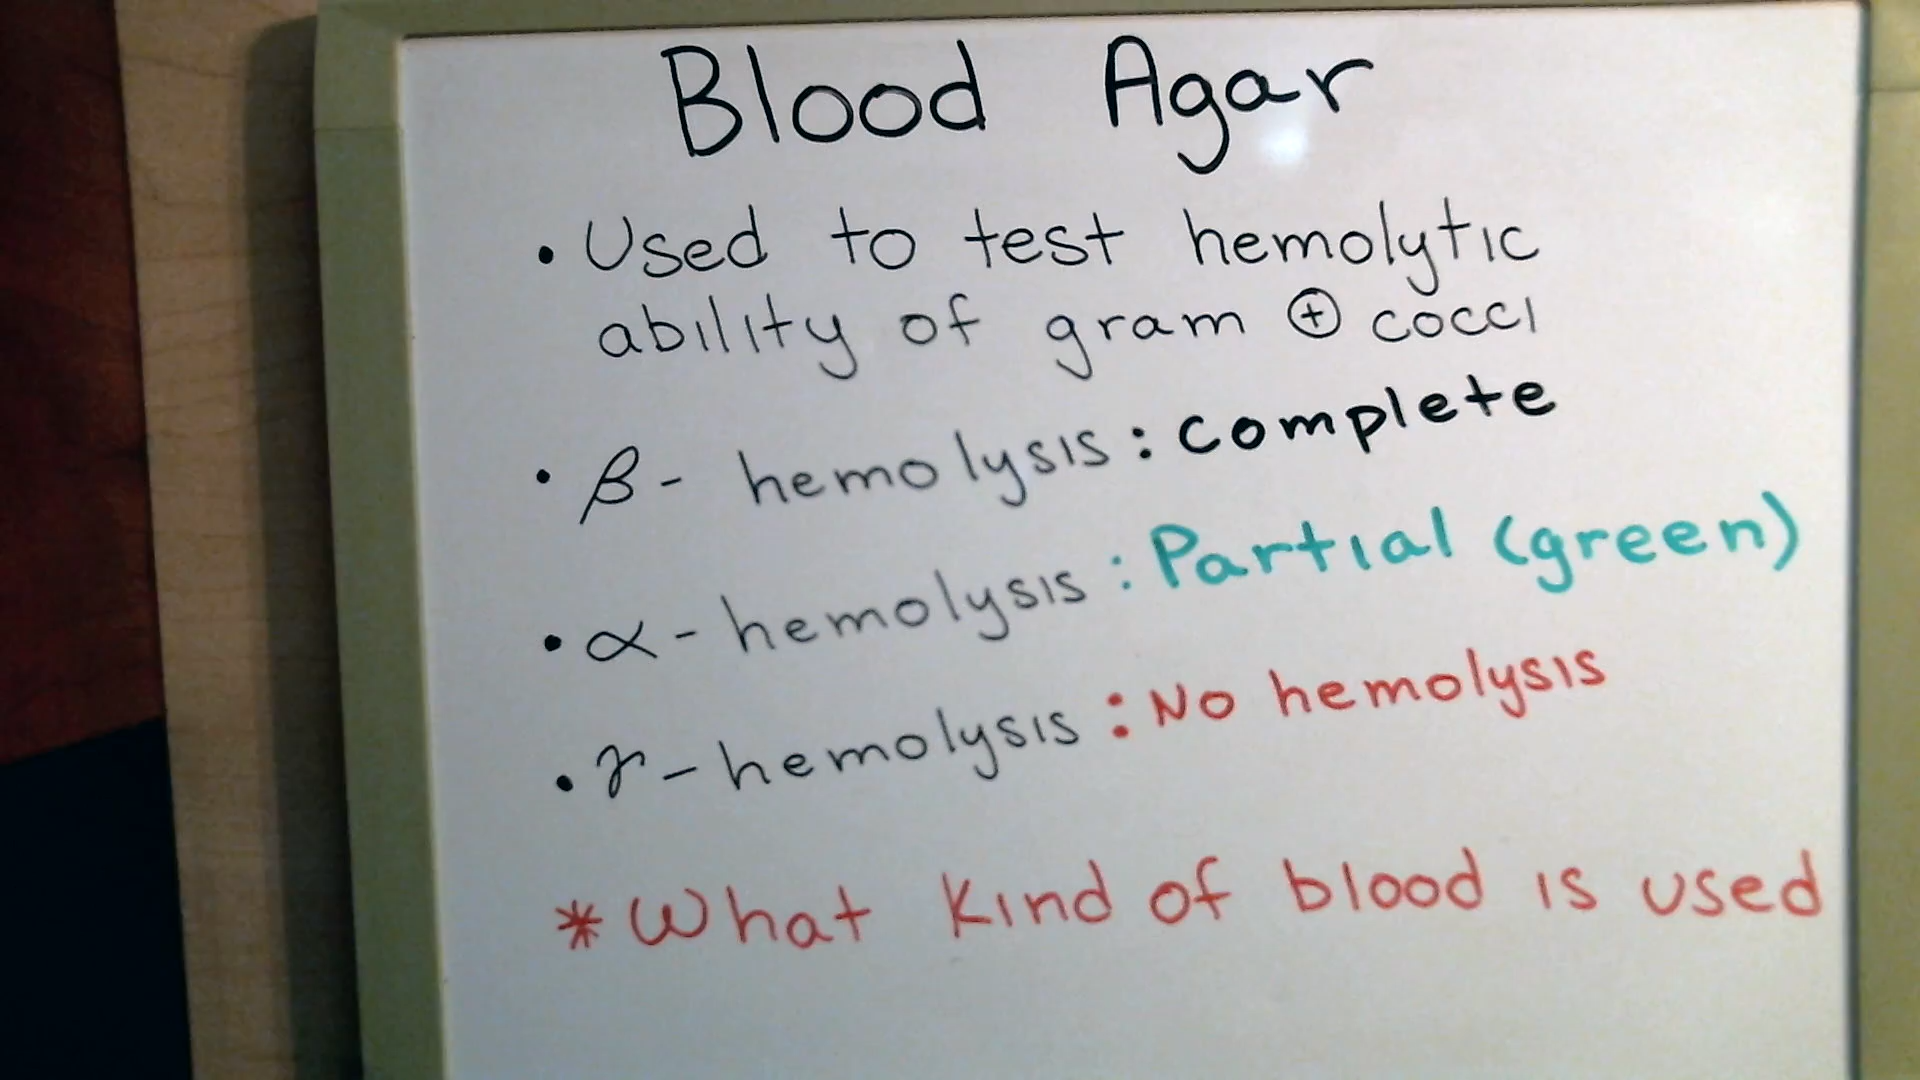 Blood Agar
• Used to test hemolytic
ability of gram ⊕ cocci
• β- hemolysis: complete
• α- hemolysis: Partial (green)
• γ- hemolysis: No hemolysis
* What kind of blood is used